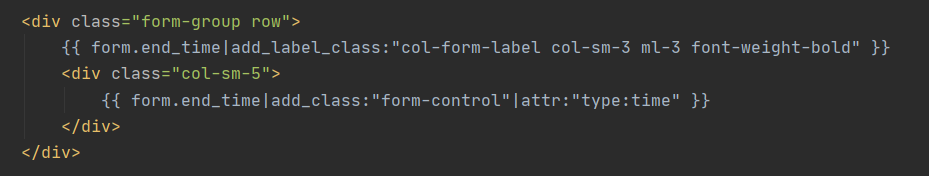 <div class="form-group row">
{{ form.end_time|add_label_class:"col-form-label col-sm-3 ml-3 font-weight-bold" }}
<div class="col-sm-5">
{{ form.end_time|add_class:"form-control"|attr:"type:time" }}
</div>
</div>